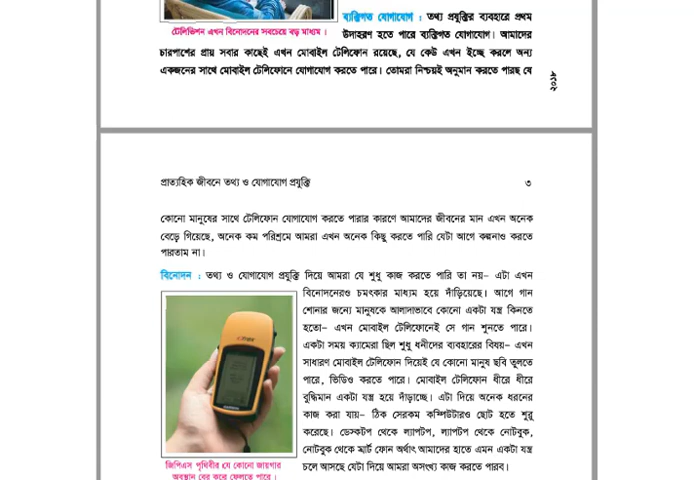 ব্যক্তিগত যোগাযোগ : তথ্য প্রযুক্তির ব্যবহারে প্রথম
টেলিভিশন এখন বিনোদনের সবচেয়ে বড় মাধ্যম।
উদাহরণ হতে পারে ব্যক্তিগত যোগাযোগ। আমাদের
চারপাশের প্রায় সবার কাছেই এখন মোবাইল টেলিফোন রয়েছে, যে কেউ এখন ইচ্ছে করলে অন্য
একজনের সাথে মোবাইল টেলিফোনে যোগাযোগ করতে পারে। তোমরা নিশ্চয়ই অনুমান করতে পারছ যে
২০১৮
প্রাত্যহিক জীবনে তথ্য ও যোগাযোগ প্রযুক্তি
৩
কোনো মানুষের সাথে টেলিফোন যোগাযোগ করতে পারার কারণে আমাদের জীবনের মান এখন অনেক
বেড়ে গিয়েছে, অনেক কম পরিশ্রমে আমরা এখন অনেক কিছু করতে পারি যেটা আগে কল্পনাও করতে
পারতাম না।
বিনোদন : তথ্য ও যোগাযোগ প্রযুক্তি দিয়ে আমরা যে শুধু কাজ করতে পারি তা নয়– এটা এখন
বিনোদনেরও চমৎকার মাধ্যম হয়ে দাঁড়িয়েছে। আগে গান
শোনার জন্যে মানুষকে আলাদাভাবে কোনো একটা যন্ত্র কিনতে
হতো– এখন মোবাইল টেলিফোনেই সে গান শুনতে পারে।
একটা সময় ক্যামেরা ছিল শুধু ধনীদের ব্যবহারের বিষয়– এখন
সাধারণ মোবাইল টেলিফোন দিয়েই যে কোনো মানুষ ছবি তুলতে
পারে, ভিডিও করতে পারে। মোবাইল টেলিফোন ধীরে ধীরে
বুদ্ধিমান একটা যন্ত্র হয়ে দাঁড়াচ্ছে। এটা দিয়ে অনেক ধরনের
কাজ করা যায়– ঠিক সেরকম কম্পিউটারও ছোট হতে শুরু
করেছে। ডেস্কটপ থেকে ল্যাপটপ, ল্যাপটপ থেকে নোটবুক,
নোটবুক থেকে মার্ট ফোন অর্থাৎ আমাদের হাতে এমন একটা যন্ত্র
চলে আসছে যেটা দিয়ে আমরা অসংখ্য কাজ করতে পারব।
জিপিএস পৃথিবীর যে কোনো জায়গার
অবস্থান বের করে ফেলতে পারে।